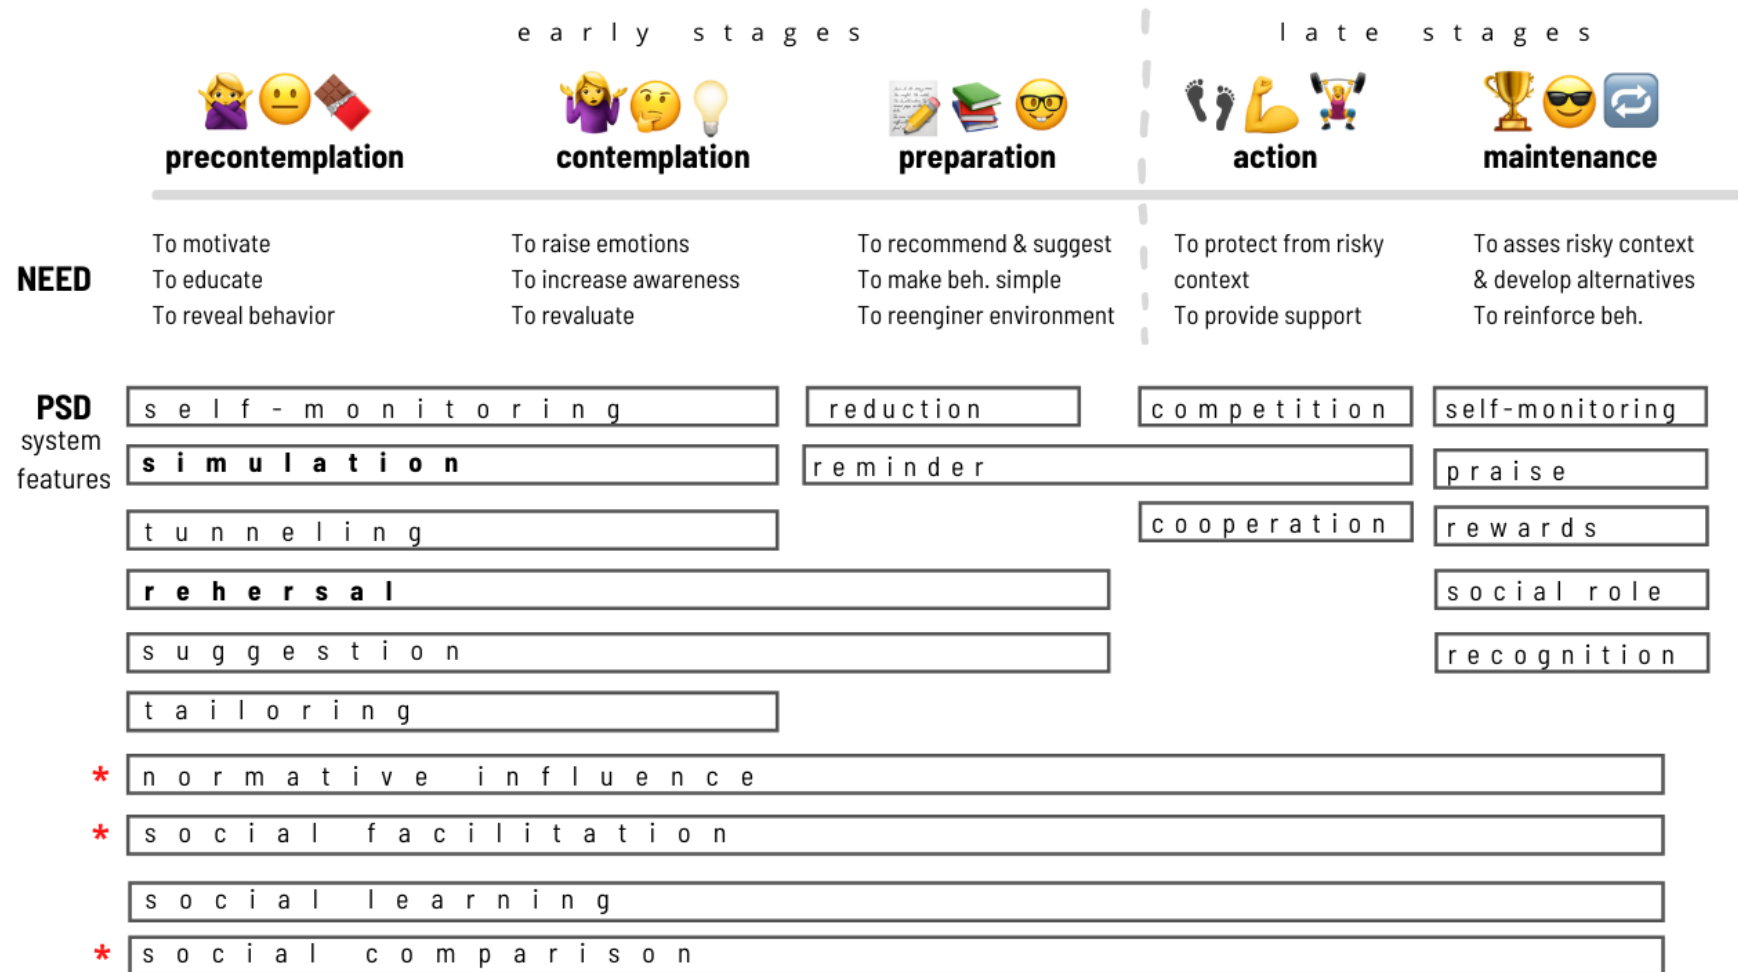 early stages
late stages
precontemplation
contemplation
preparation
action
maintenance
NEED
To motivate
To educate
To reveal behavior
To raise emotions
To increase awareness
To revaluate
To recommend & suggest
To make beh. simple
To reenginer environment
To protect from risky
context
To provide support
To asses risky context
& develop alternatives
To reinforce beh.
PSD
system
features
self-monitoring
reduction
competition
self-monitoring
simulation
reminder
praise
tunneling
cooperation
rewards
rehersal
social role
suggestion
recognition
tailoring
* normative influence
* social facilitation
social learning
* social comparison